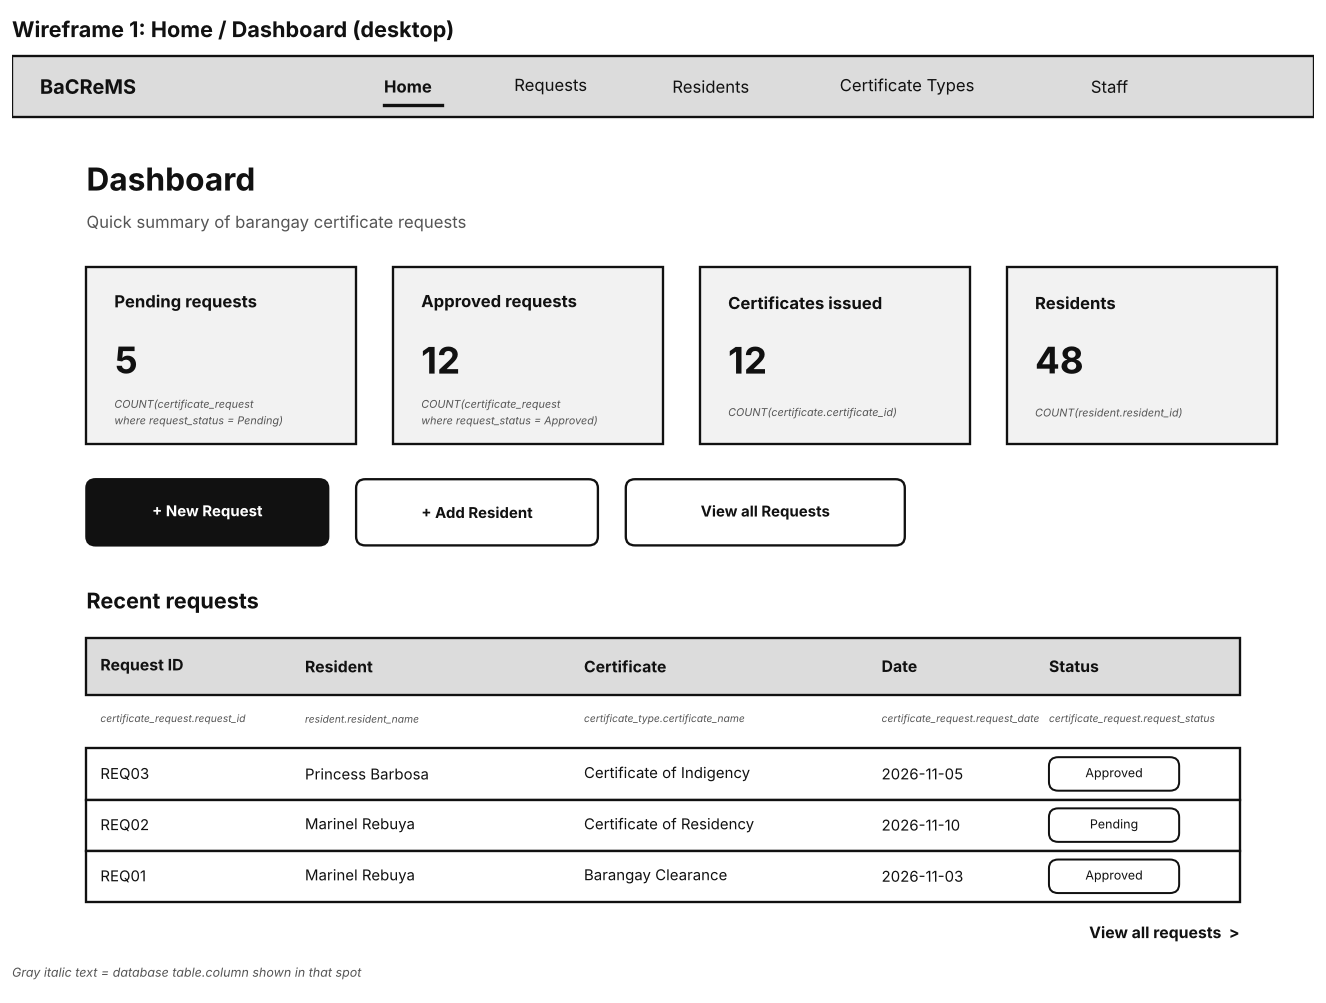 Wireframe 1: Home / Dashboard (desktop)
BaCReMS
Home
Requests
Residents
Certificate Types
Staff
Dashboard
Quick summary of barangay certificate requests
Pending requests
5
COUNT(certificate_request
where request_status = Pending)
Approved requests
12
COUNT(certificate_request
where request_status = Approved)
Certificates issued
12
COUNT(certificate.certificate_id)
Residents
48
COUNT(resident.resident_id)
+ New Request
+ Add Resident
View all Requests
Recent requests
Request ID Resident Certificate Date Status
certificate_request.request_id resident.resident_name certificate_type.certificate_name certificate_request.request_date certificate_request.request_status
REQ03 Princess Barbosa Certificate of Indigency 2026-11-05 Approved
REQ02 Marinel Rebuya Certificate of Residency 2026-11-10 Pending
REQ01 Marinel Rebuya Barangay Clearance 2026-11-03 Approved
View all requests >
Gray italic text = database table.column shown in that spot